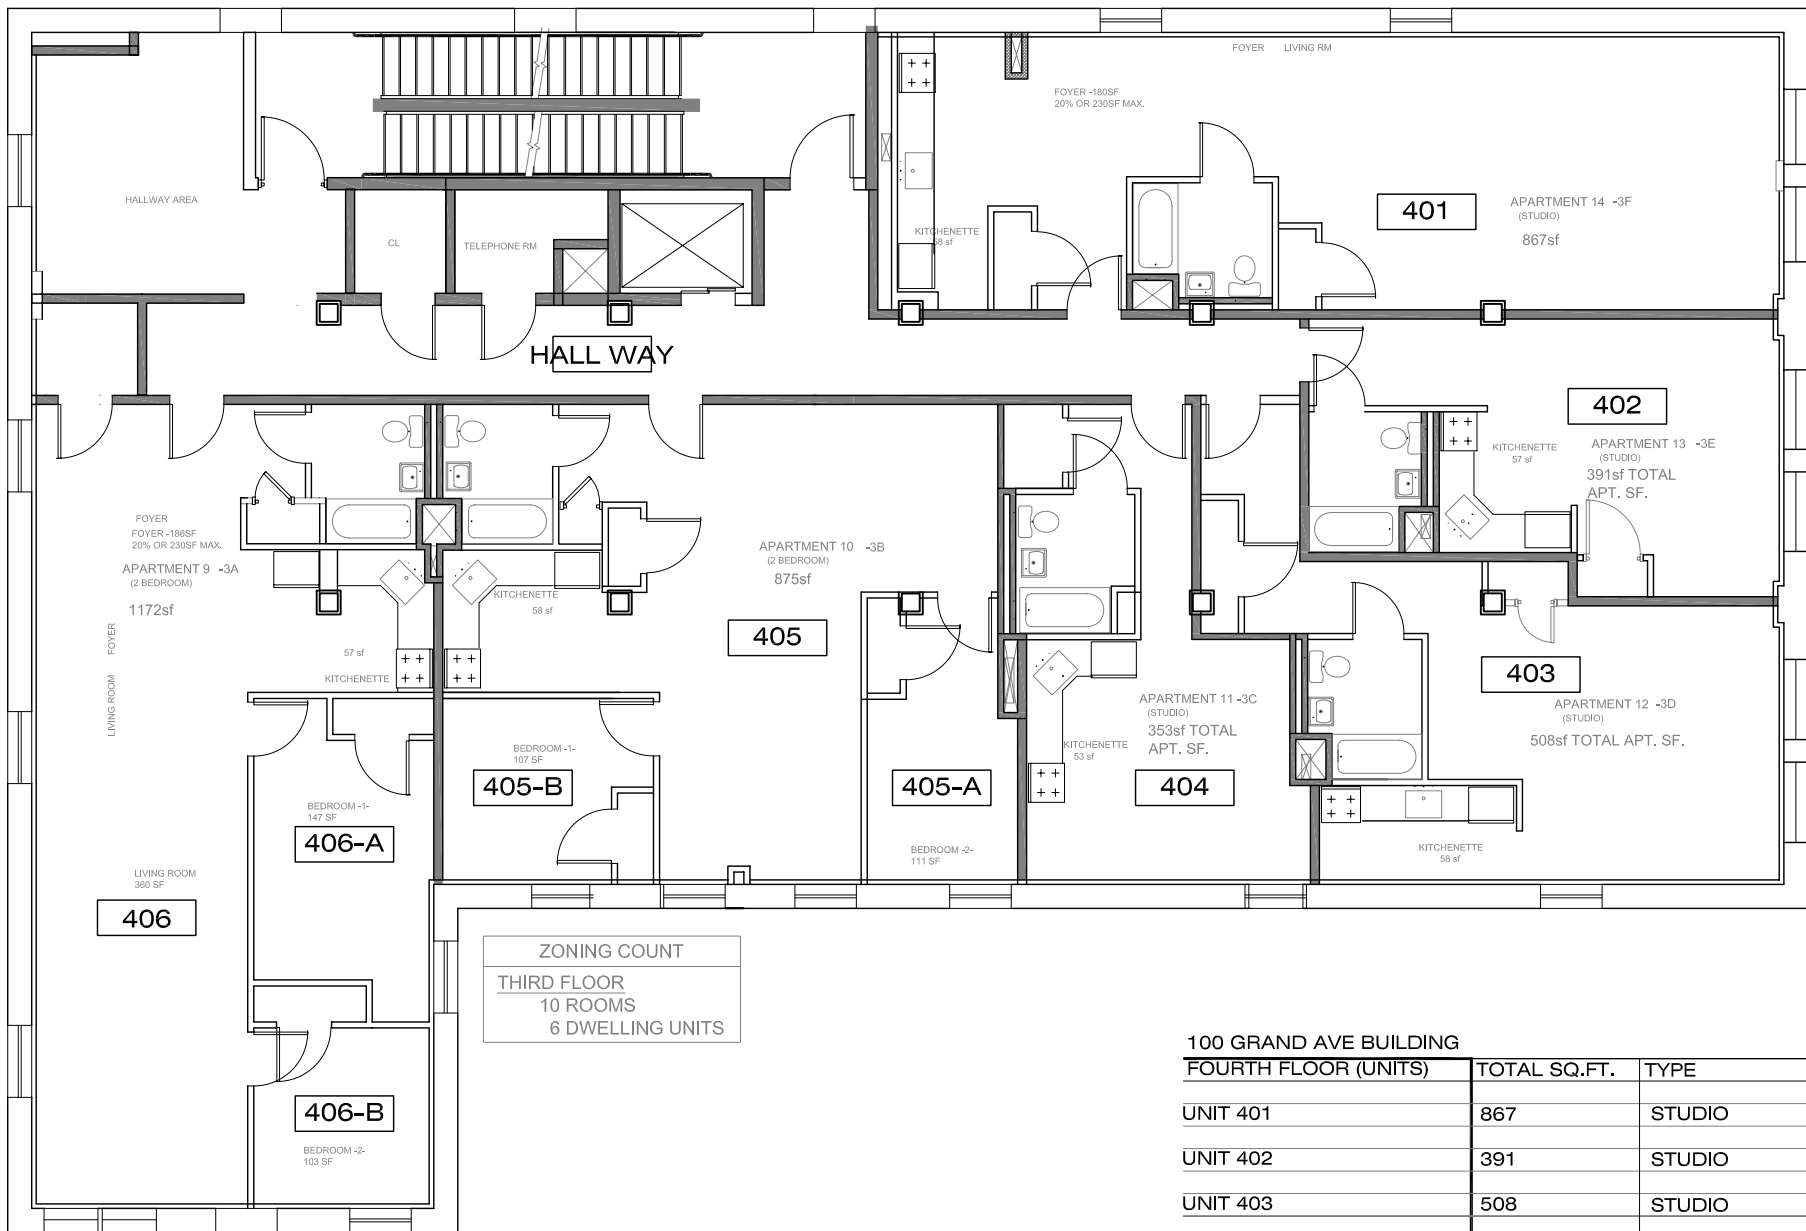 FOYER LIVING RM
FOYER -180SF
20% OR 230SF MAX.
HALLWAY AREA
CL
TELEPHONE RM
KITCHENETTE
58 sf
401
APARTMENT 14 -3F
(STUDIO)
867sf
HALL WAY
402
KITCHENETTE
57 sf
APARTMENT 13 -3E
(STUDIO)
391sf TOTAL
APT. SF.
FOYER
FOYER -186SF
20% OR 230SF MAX.
APARTMENT 9 -3A
(2 BEDROOM)
1172sf
LIVING ROOM FOYER
57 sf
KITCHENETTE
KITCHENETTE
58 sf
APARTMENT 10 -3B
(2 BEDROOM)
875sf
405
403
APARTMENT 12 -3D
(STUDIO)
508sf TOTAL APT. SF.
APARTMENT 11 -3C
(STUDIO)
353sf TOTAL
APT. SF.
KITCHENETTE
53 sf
404
BEDROOM -1-
107 SF
405-B
405-A
BEDROOM -2-
111 SF
KITCHENETTE
58 sf
BEDROOM -1-
147 SF
406-A
LIVING ROOM
360 SF
406
406-B
BEDROOM -2-
103 SF
ZONING COUNT
THIRD FLOOR
10 ROOMS
6 DWELLING UNITS
100 GRAND AVE BUILDING
FOURTH FLOOR (UNITS) TOTAL SQ.FT. TYPE
UNIT 401 867 STUDIO
UNIT 402 391 STUDIO
UNIT 403 508 STUDIO